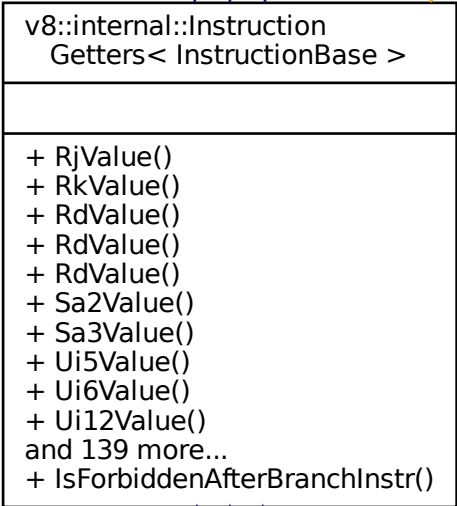 v8::internal::Instruction
Getters< InstructionBase >
+ RjValue()
+ RkValue()
+ RdValue()
+ RdValue()
+ RdValue()
+ Sa2Value()
+ Sa3Value()
+ Ui5Value()
+ Ui6Value()
+ Ui12Value()
and 139 more...
+ IsForbiddenAfterBranchInstr()